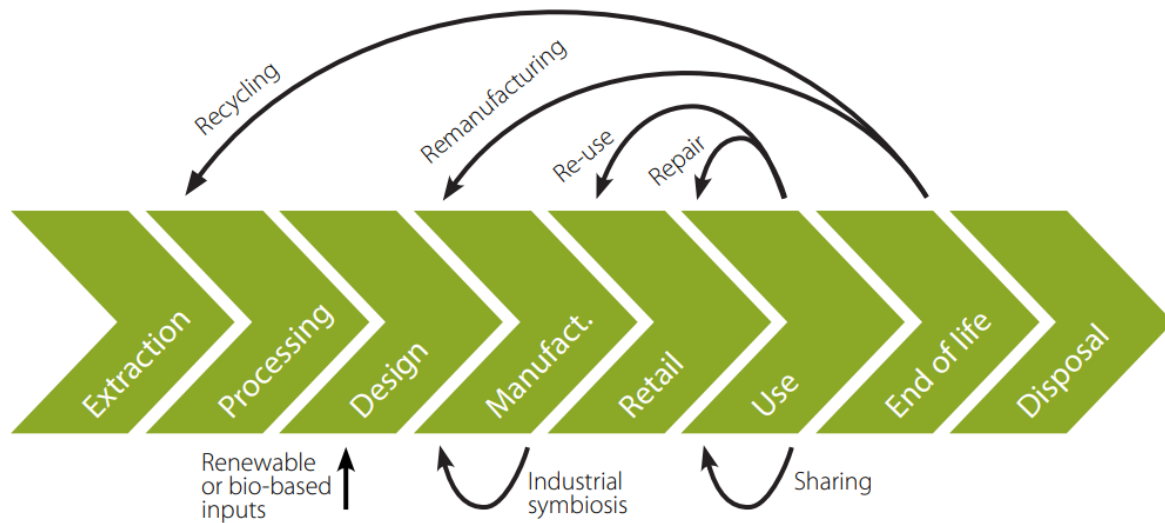 Recycling
Remanufacturing
Re-use
Repair
Extraction
Processing
Design
Manufact.
Retail
Use
End of life
Disposal
Renewable
or bio-based
inputs
Industrial
symbiosis
Sharing